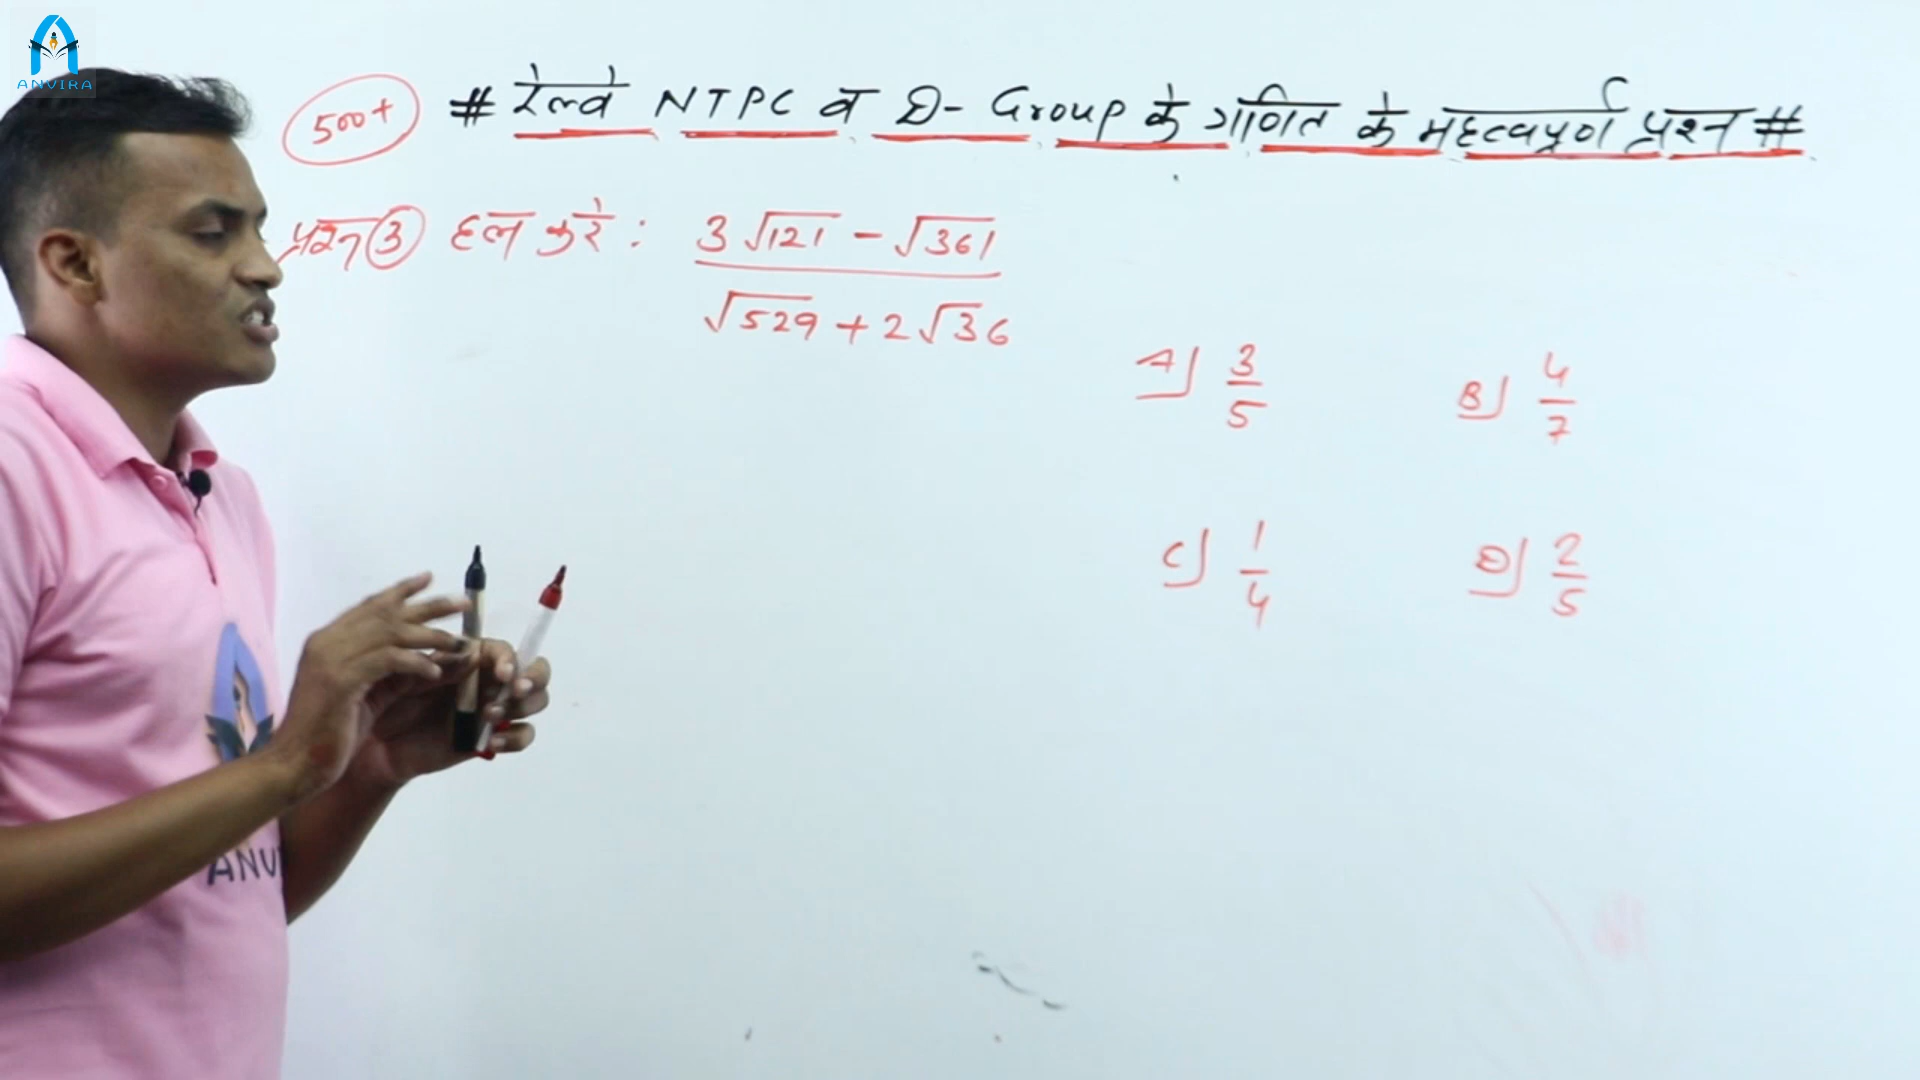 ANVIRA
500+
# रेलवे NTPC व D- Group के गणित के महत्वपूर्ण प्रश्न #
प्रश्न 3 हल करे : 3√121 - √361
√529 + 2√36
A) 3/5
B) 4/7
C) 1/4
D) 2/5